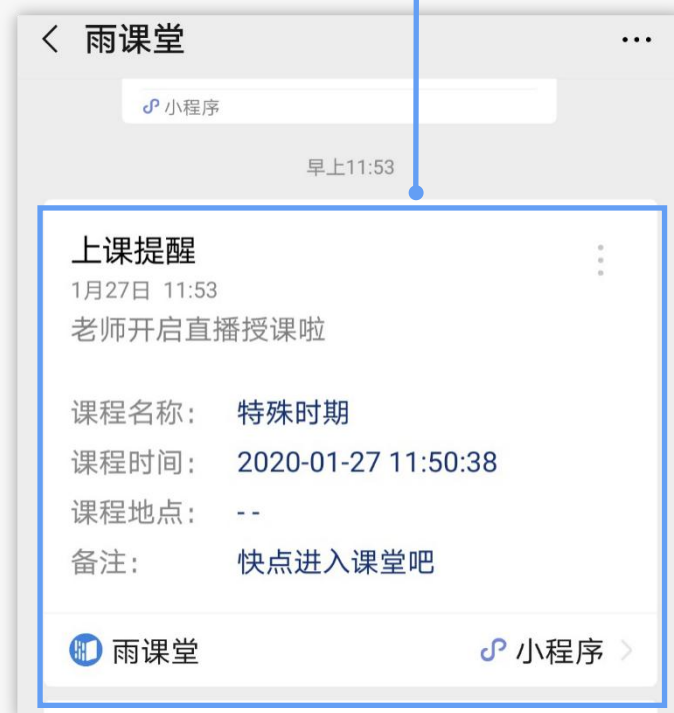 雨课堂
小程序
早上11:53
上课提醒
1月27日 11:53
老师开启直播授课啦
课程名称: 特殊时期
课程时间: 2020-01-27 11:50:38
课程地点: - -
备注: 快点进入课堂吧
雨课堂 小程序